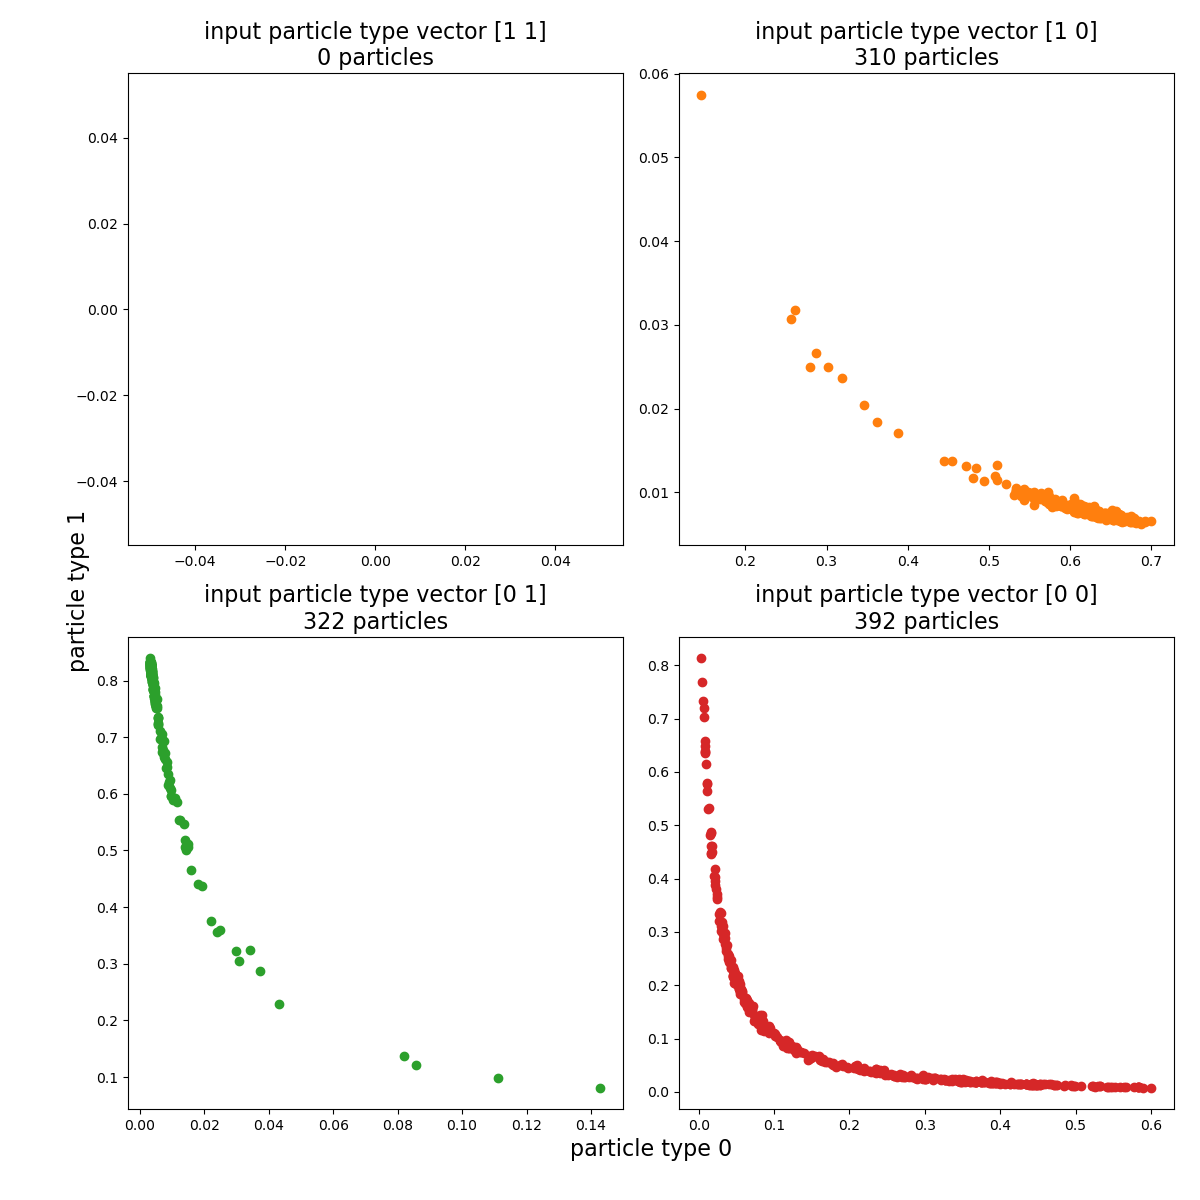 input particle type vector [1 1]
0 particles
input particle type vector [1 0]
310 particles
0.04
0.02
0.00
−0.02
−0.04
−0.04 −0.02 0.00 0.02 0.04
0.06
0.05
0.04
0.03
0.02
0.01
0.2 0.3 0.4 0.5 0.6 0.7
particle type 1
input particle type vector [0 1]
322 particles
input particle type vector [0 0]
392 particles
0.8
0.7
0.6
0.5
0.4
0.3
0.2
0.1
0.00 0.02 0.04 0.06 0.08 0.10 0.12 0.14
0.8
0.7
0.6
0.5
0.4
0.3
0.2
0.1
0.0
0.0 0.1 0.2 0.3 0.4 0.5 0.6
particle type 0